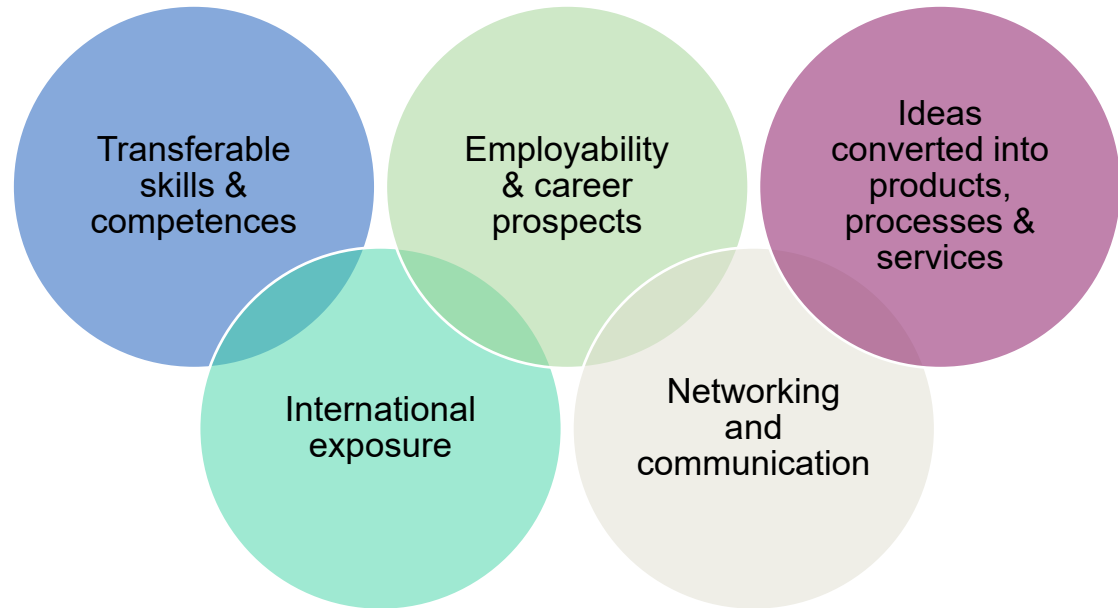 Transferable
skills &
competences
International
exposure
Employability
& career
prospects
Networking
and
communication
Ideas
converted into
products,
processes &
services